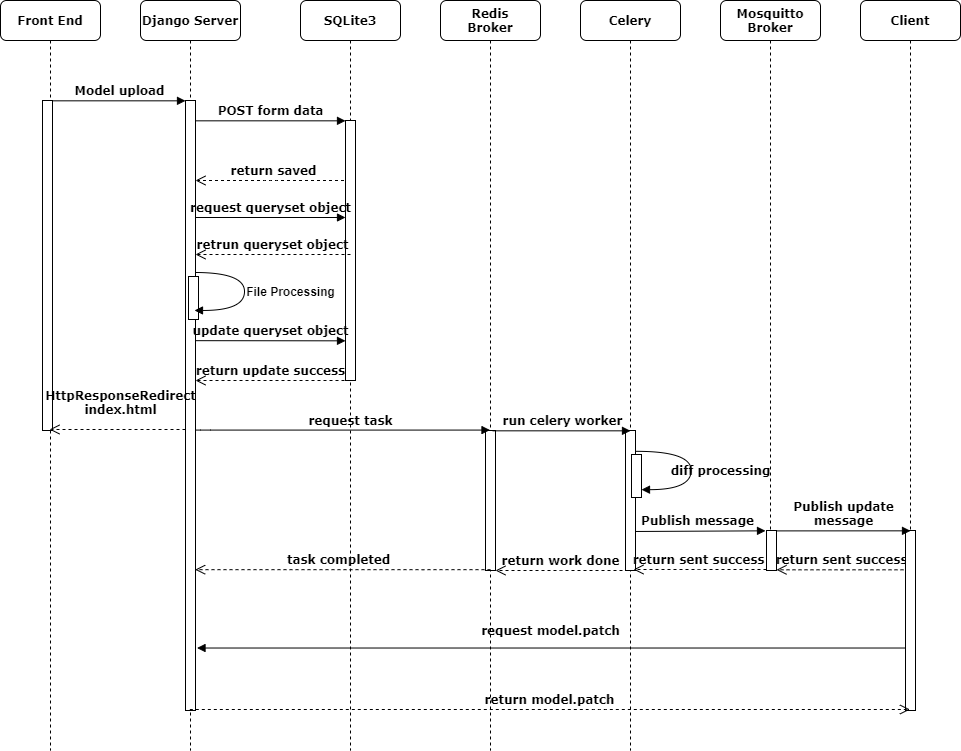 Front End
Django Server
SQLite3
Redis
Broker
Celery
Mosquitto
Broker
Client
Model upload
POST form data
return saved
request queryset object
retrun queryset object
File Processing
update queryset object
return update success
HttpResponseRedirect
index.html
request task
run celery worker
diff processing
Publish message
Publish update
message
task completed
return work done
return sent success
return sent success
request model.patch
return model.patch